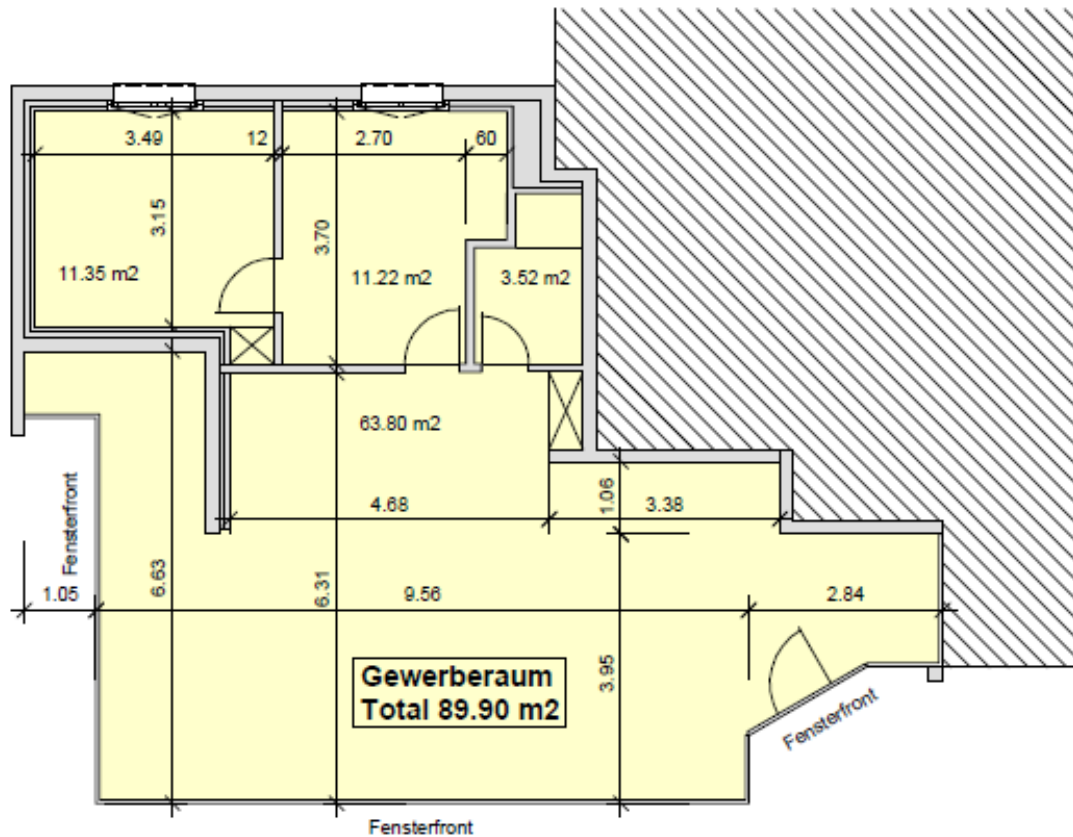 3.49
12
2.70
60
3.15
3.70
11.35 m2
11.22 m2
3.52 m2
63.80 m2
4.68
1.06
3.38
Fensterfront
1.05
6.63
6.31
9.56
2.84
3.95
Gewerberaum
Total 89.90 m2
Fensterfront
Fensterfront